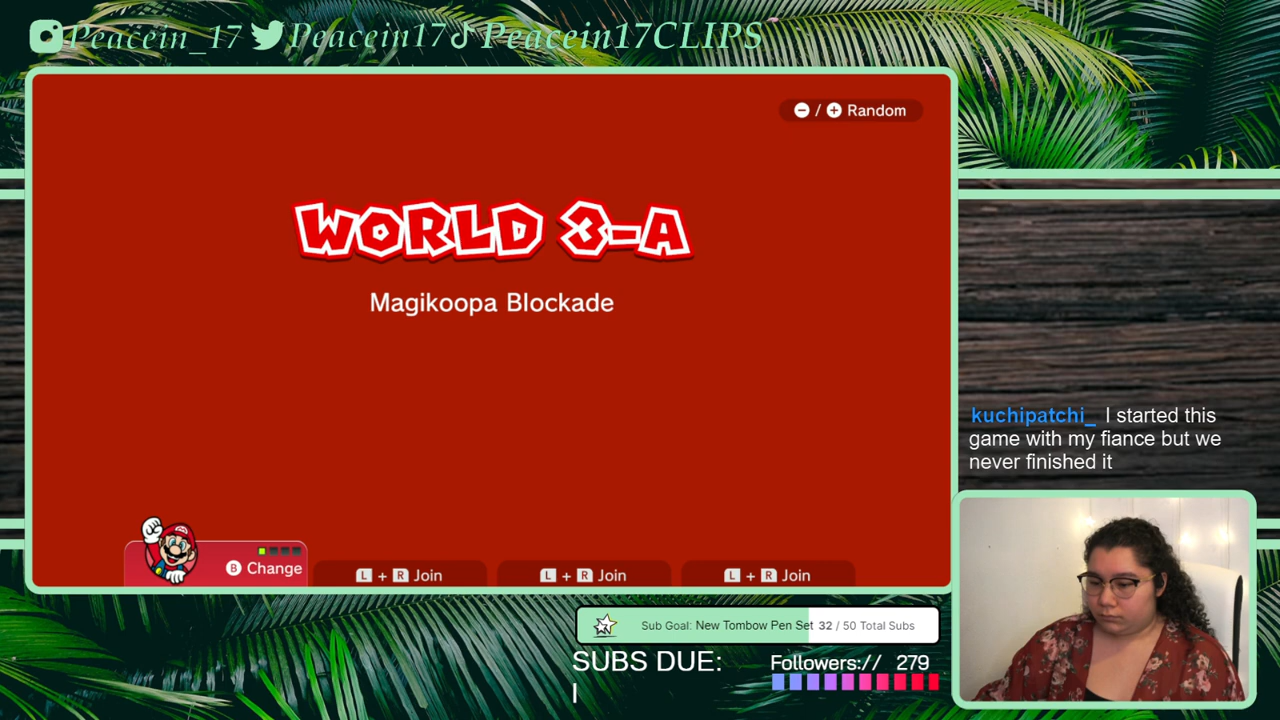 Peacein_17 Peacein17 Peacein17CLIPS
- / + Random
WORLD 3-A
Magikoopa Blockade
B Change
L + R Join
L + R Join
L + R Join
kuchipatchi_ I started this
game with my fiance but we
never finished it
Sub Goal: New Tombow Pen Set 32 / 50 Total Subs
SUBS DUE:
I
Followers:// 279